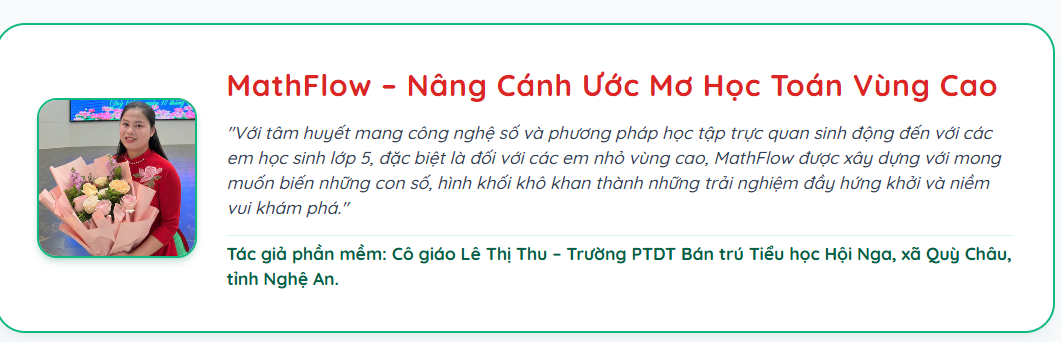 MathFlow – Nâng Cánh Ước Mơ Học Toán Vùng Cao
"Với tâm huyết mang công nghệ số và phương pháp học tập trực quan sinh động đến với các
em học sinh lớp 5, đặc biệt là đối với các em nhỏ vùng cao, MathFlow được xây dựng với mong
muốn biến những con số, hình khối khô khan thành những trải nghiệm đầy hứng khởi và niềm
vui khám phá."
Tác giả phần mềm: Cô giáo Lê Thị Thu – Trường PTDT Bán trú Tiểu học Hội Nga, xã Quỳ Châu,
tỉnh Nghệ An.